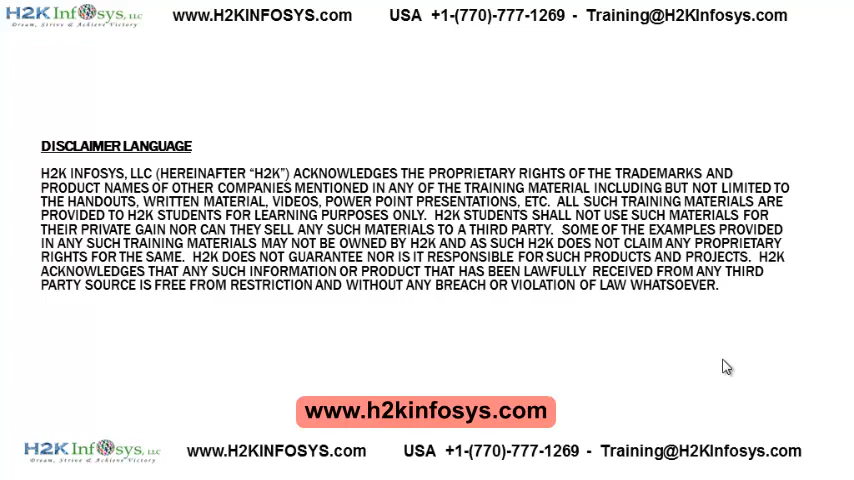 H2K Infosys, LLC www.H2KINFOSYS.com USA +1-(770)-777-1269 - Training@H2KInfosys.com
Dream, Strive & Achieve Victory
DISCLAIMER LANGUAGE
H2K INFOSYS, LLC (HEREINAFTER “H2K”) ACKNOWLEDGES THE PROPRIETARY RIGHTS OF THE TRADEMARKS AND
PRODUCT NAMES OF OTHER COMPANIES MENTIONED IN ANY OF THE TRAINING MATERIAL INCLUDING BUT NOT LIMITED TO
THE HANDOUTS, WRITTEN MATERIAL, VIDEOS, POWER POINT PRESENTATIONS, ETC. ALL SUCH TRAINING MATERIALS ARE
PROVIDED TO H2K STUDENTS FOR LEARNING PURPOSES ONLY. H2K STUDENTS SHALL NOT USE SUCH MATERIALS FOR
THEIR PRIVATE GAIN NOR CAN THEY SELL ANY SUCH MATERIALS TO A THIRD PARTY. SOME OF THE EXAMPLES PROVIDED
IN ANY SUCH TRAINING MATERIALS MAY NOT BE OWNED BY H2K AND AS SUCH H2K DOES NOT CLAIM ANY PROPRIETARY
RIGHTS FOR THE SAME. H2K DOES NOT GUARANTEE NOR IS IT RESPONSIBLE FOR SUCH PRODUCTS AND PROJECTS. H2K
ACKNOWLEDGES THAT ANY SUCH INFORMATION OR PRODUCT THAT HAS BEEN LAWFULLY RECEIVED FROM ANY THIRD
PARTY SOURCE IS FREE FROM RESTRICTION AND WITHOUT ANY BREACH OR VIOLATION OF LAW WHATSOEVER.
www.h2kinfosys.com
H2K Infosys, LLC www.H2KINFOSYS.com USA +1-(770)-777-1269 - Training@H2KInfosys.com
Dream, Strive & Achieve Victory